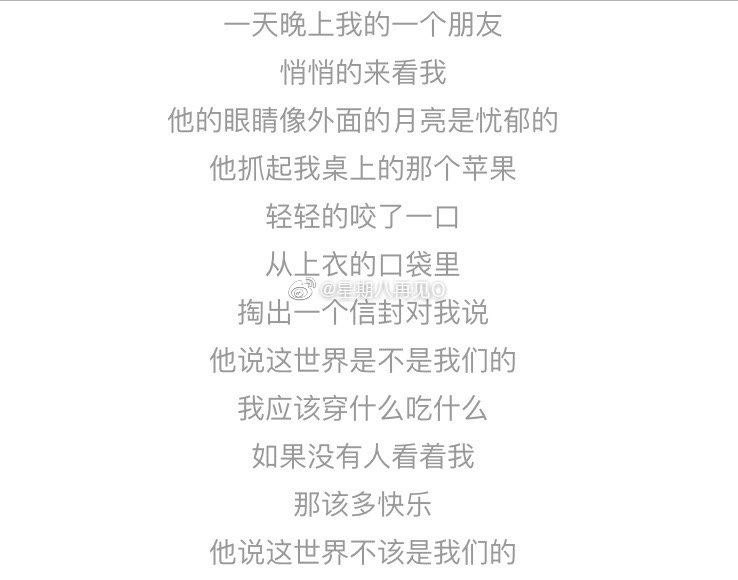 一天晚上我的一个朋友
悄悄的来看我
他的眼睛像外面的月亮是忧郁的
他抓起我桌上的那个苹果
轻轻的咬了一口
从上衣的口袋里
@星期八再见O
掏出一个信封对我说
他说这世界是不是我们的
我应该穿什么吃什么
如果没有人看着我
那该多快乐
他说这世界不该是我们的